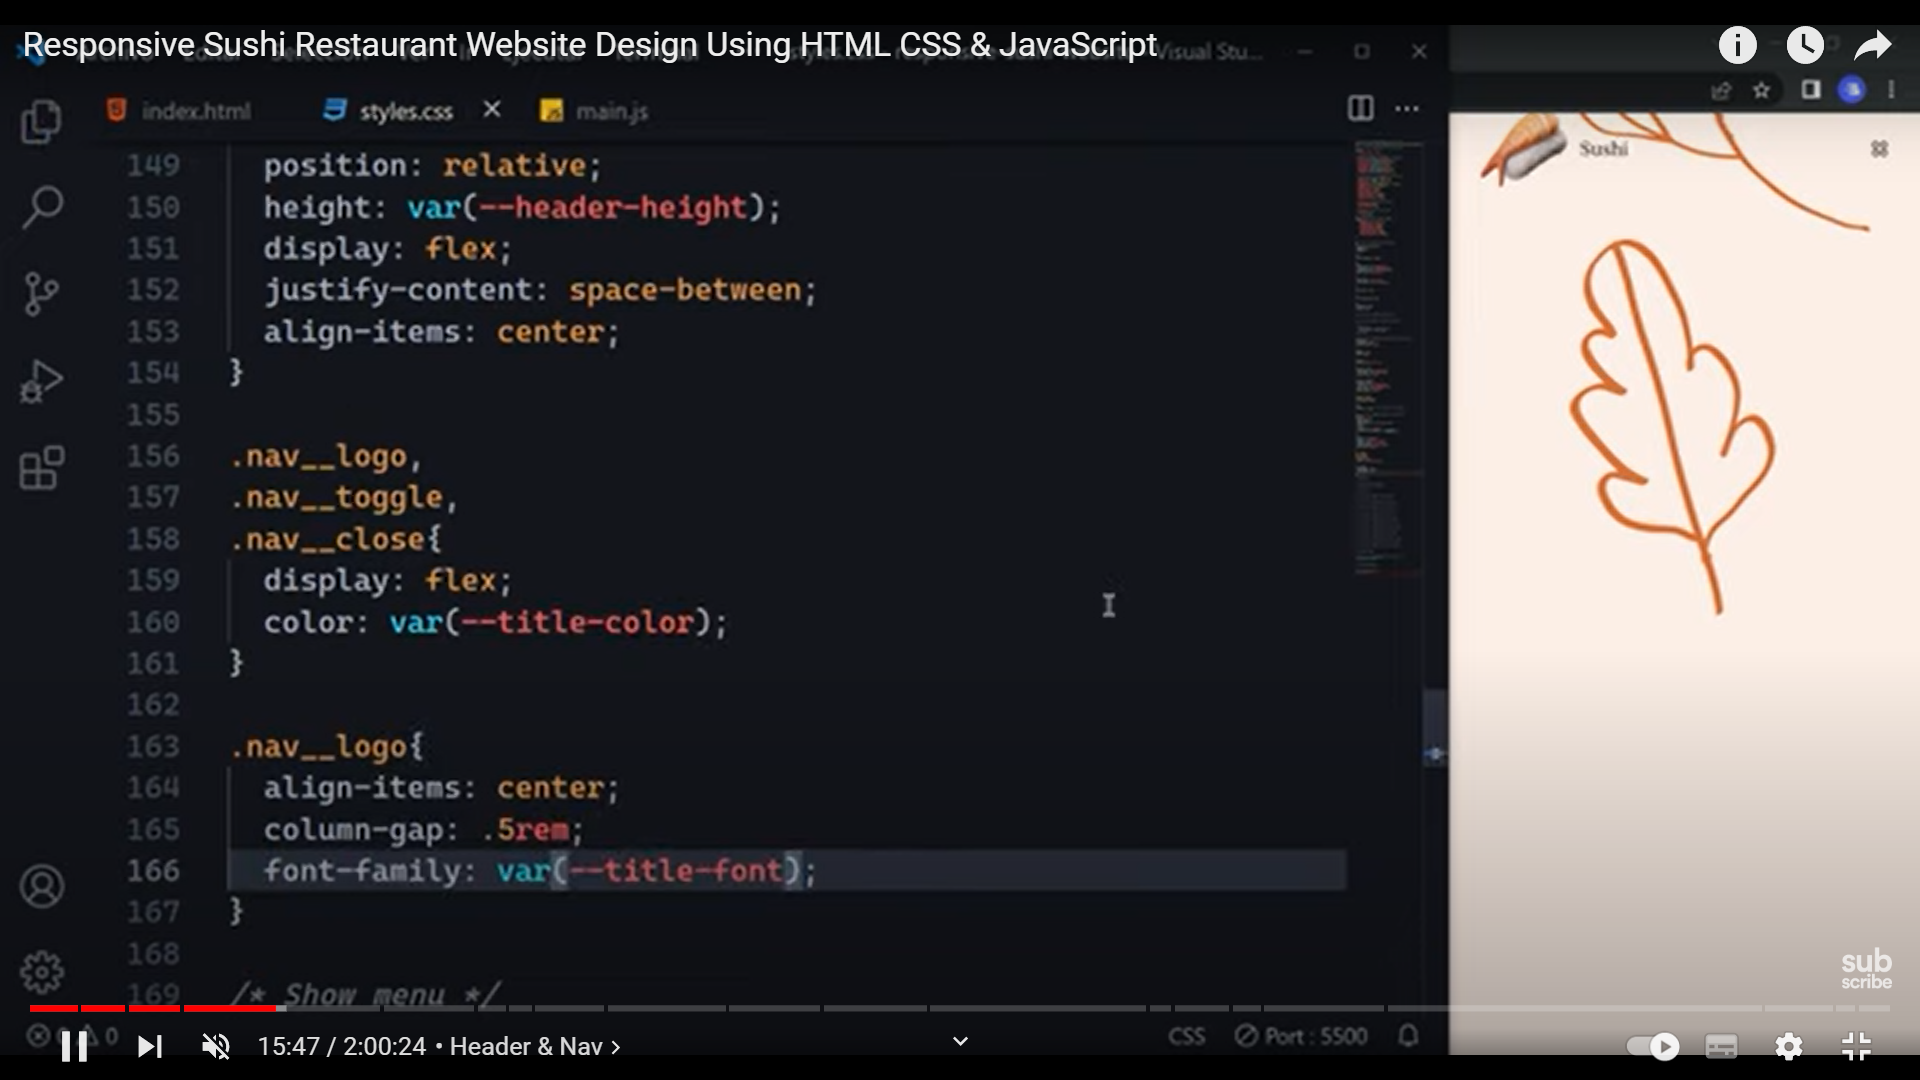 Responsive Sushi Restaurant Website Design Using HTML CSS & JavaScript
Visual Stu...
index.html
styles.css
main.js
149 position: relative;
150 height: var(--header-height);
151 display: flex;
152 justify-content: space-between;
153 align-items: center;
154 }
155
156 .nav__logo,
157 .nav__toggle,
158 .nav__close{
159 display: flex;
160 color: var(--title-color);
161 }
162
163 .nav__logo{
164 align-items: center;
165 column-gap: .5rem;
166 font-family: var(--title-font);
167 }
168
169 /* Show menu */
Sushi
sub
scribe
0
CSS
Port : 5500
15:47 / 2:00:24 • Header & Nav